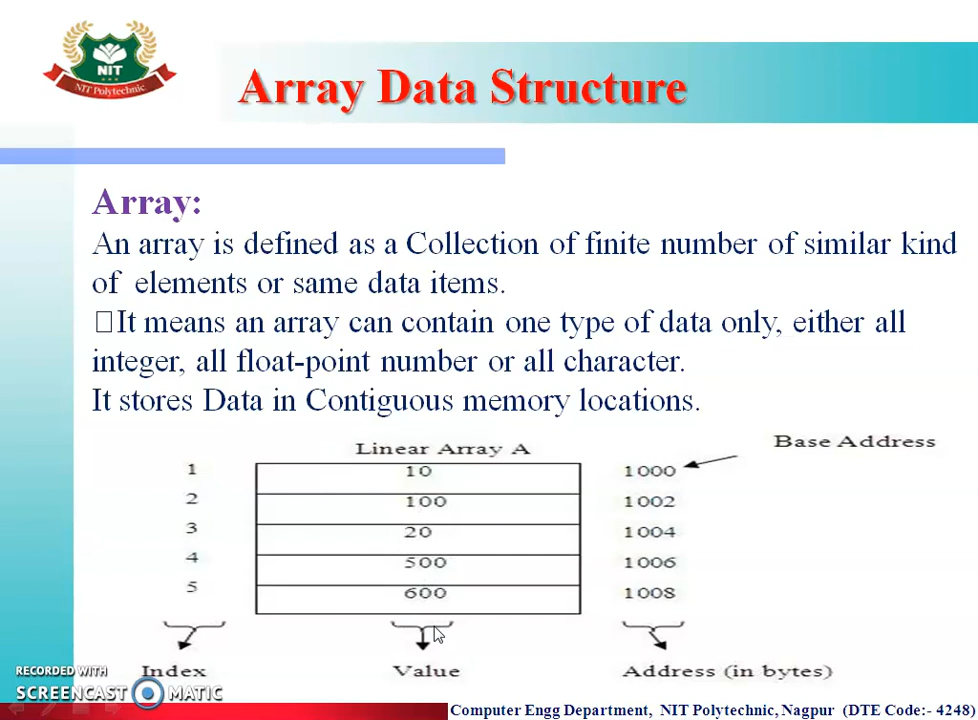 NIT
NIT Polytechnic
Array Data Structure
Array:
An array is defined as a Collection of finite number of similar kind
of elements or same data items.
It means an array can contain one type of data only, either all
integer, all float-point number or all character.
It stores Data in Contiguous memory locations.
Linear Array A
Base Address
1 10 1000
2 100 1002
3 20 1004
4 500 1006
5 600 1008
Index Value Address (in bytes)
RECORDED WITH
SCREENCAST MATIC
Computer Engg Department, NIT Polytechnic, Nagpur (DTE Code:- 4248)